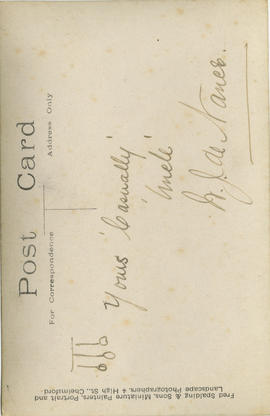 Post Card
For Correspondence
Address Only
Yours 'Casually'
'Uncle'
Fred Spalding & Sons, Miniature Painters, Portrait and
Landscape Photographers, 4 High St., Chelmsford.